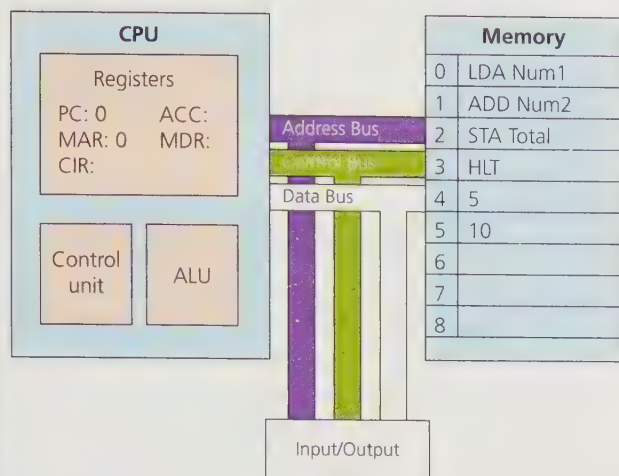 CPU
Registers
PC: 0 ACC:
MAR: 0 MDR:
CIR:
Control
unit
ALU
Address Bus
Control Bus
Data Bus
Memory
0 LDA Num1
1 ADD Num2
2 STA Total
3 HLT
4 5
5 10
6
7
8
Input/Output